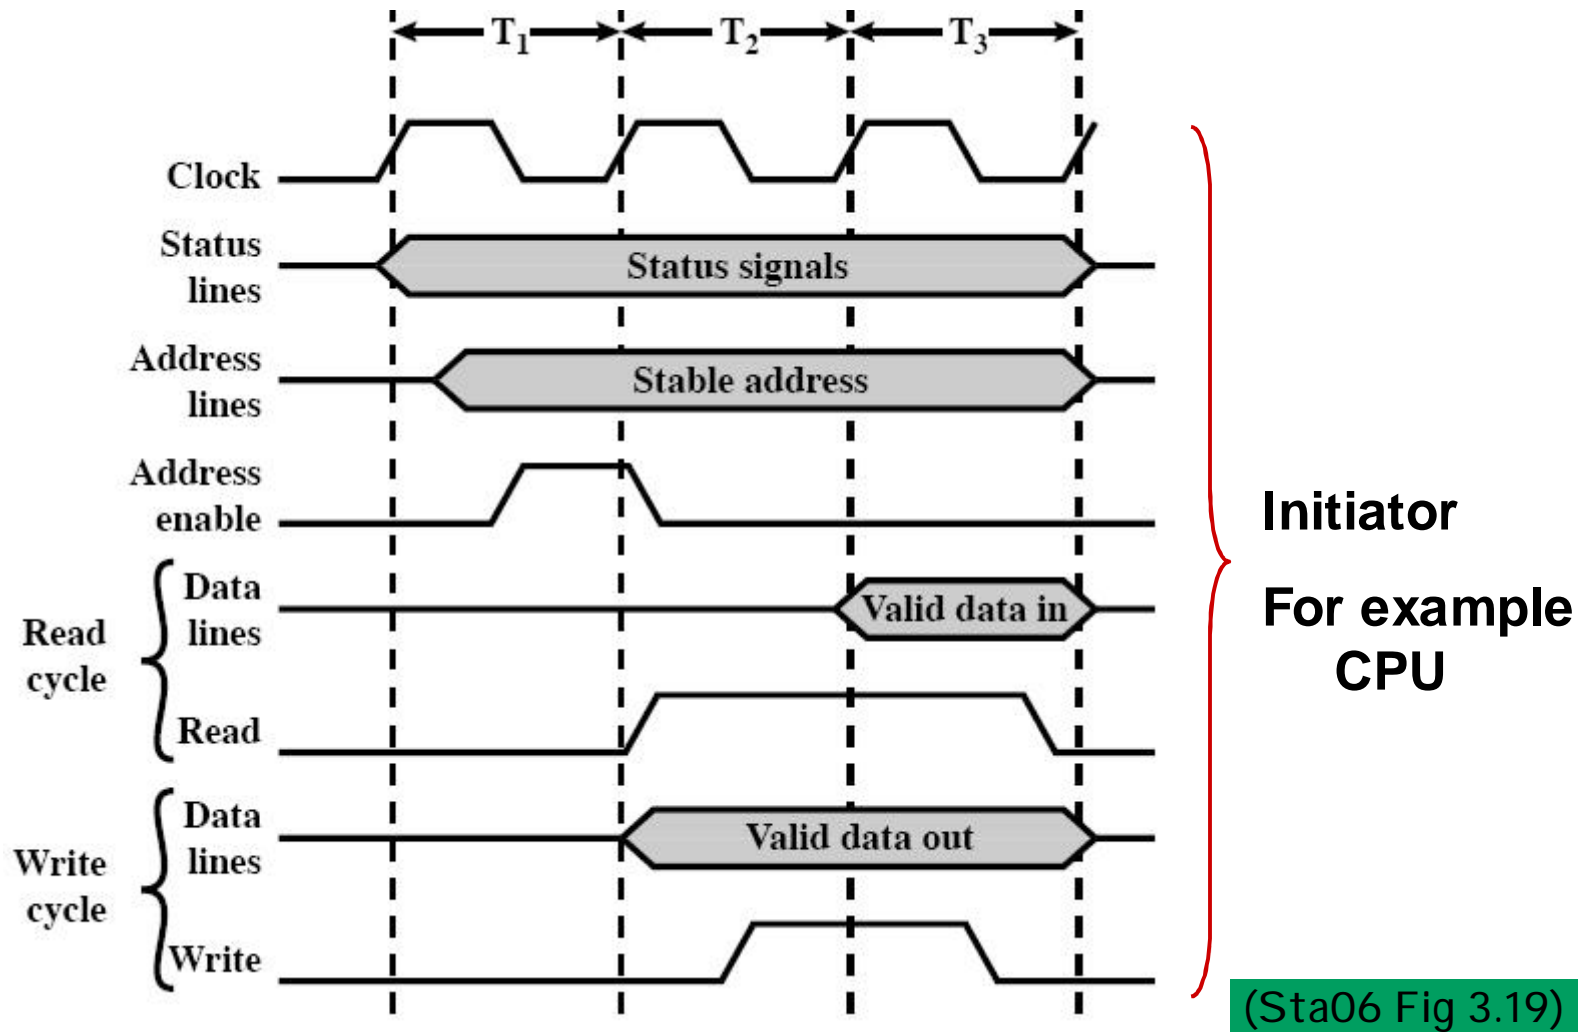 T1 T2 T3
Clock
Status
lines
Status signals
Address
lines
Stable address
Address
enable
Read
cycle
Data
lines
Valid data in
Read
Write
cycle
Data
lines
Valid data out
Write
Initiator
For example
CPU
(Sta06 Fig 3.19)